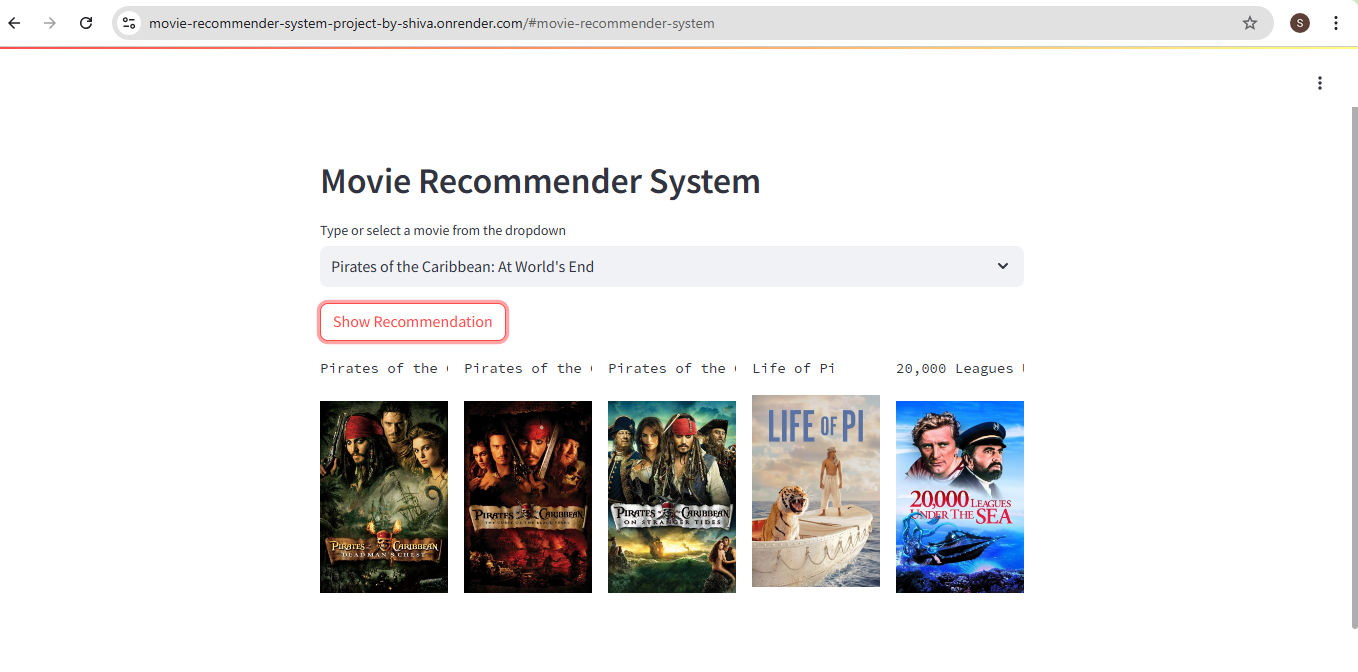 movie-recommender-system-project-by-shiva.onrender.com/#movie-recommender-system
S
Movie Recommender System
Type or select a movie from the dropdown
Pirates of the Caribbean: At World's End
Show Recommendation
Pirates of the Pirates of the Pirates of the Life of Pi 20,000 Leagues
PIRATES OF THE CARIBBEAN
DEAD MAN'S CHEST
PIRATES OF THE CARIBBEAN
THE CURSE OF THE BLACK PEARL
PIRATES OF THE CARIBBEAN
ON STRANGER TIDES
LIFE OF PI
20,000 LEAGUES
UNDER THE SEA